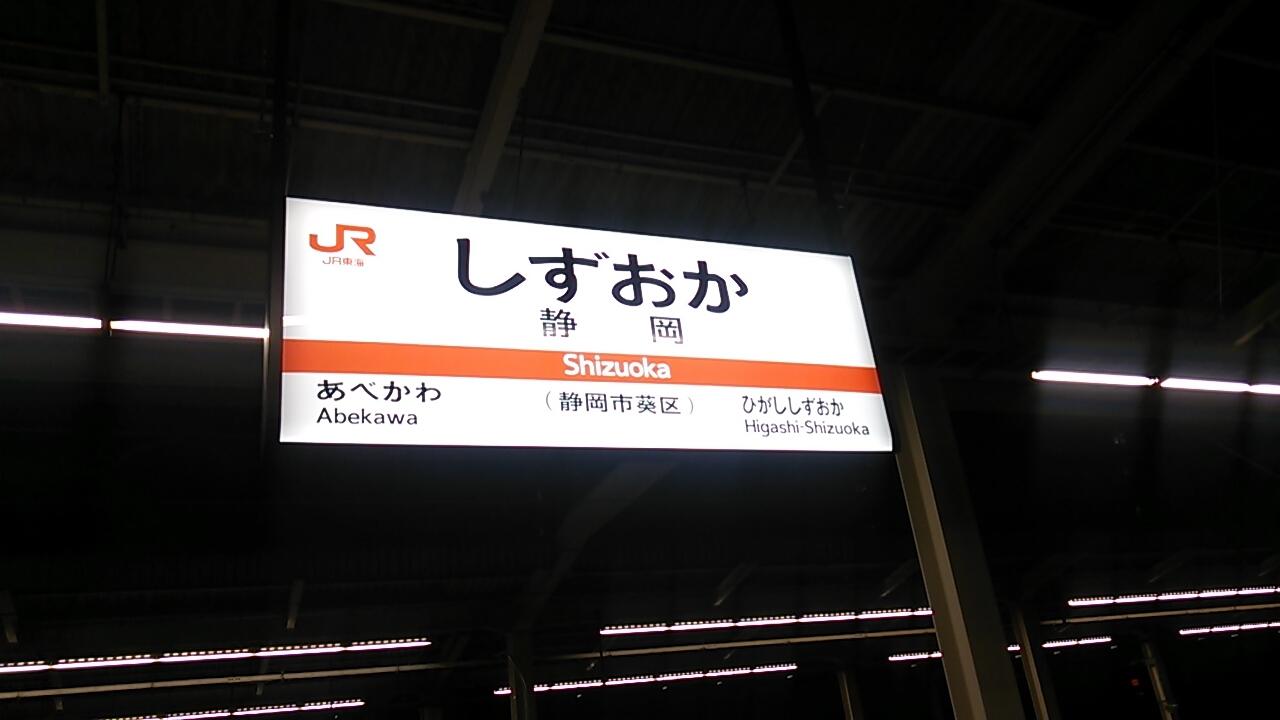 JR
JR東海
しずおか
静岡
Shizuoka
あべかわ
Abekawa
（静岡市葵区）
ひがししずおか
Higashi-Shizuoka